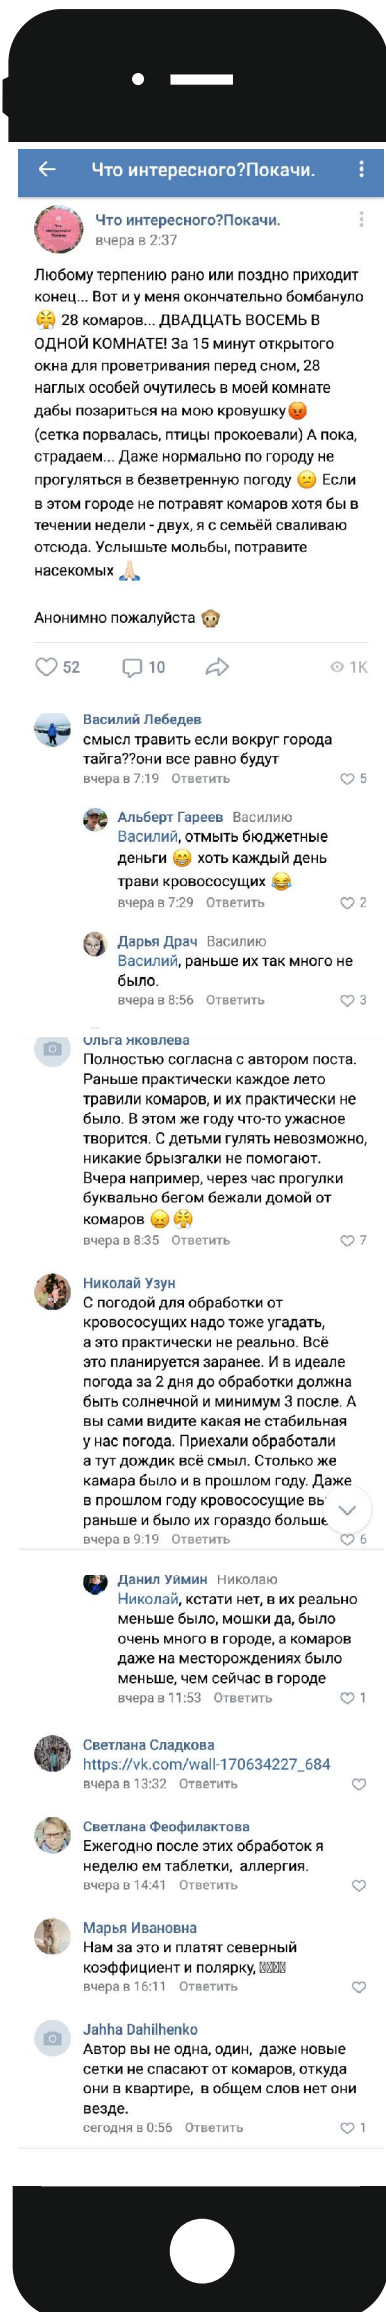 Что интересного?Покачи.
Что интересного?Покачи.
вчера в 2:37
Любому терпению рано или поздно приходит
конец... Вот и у меня окончательно бомбануло
😤 28 комаров... ДВАДЦАТЬ ВОСЕМЬ В
ОДНОЙ КОМНАТЕ! За 15 минут открытого
окна для проветривания перед сном, 28
наглых особей очутилесь в моей комнате
дабы позариться на мою кровушку😡
(сетка порвалась, птицы прокоевали) А пока,
страдаем... Даже нормально по городу не
прогуляться в безветренную погоду 😕 Если
в этом городе не потравят комаров хотя бы в
течении недели - двух, я с семьёй сваливаю
отсюда. Услышьте мольбы, потравите
насекомых 🙏🏻
Анонимно пожалуйста 🙊
52 10 1K
Василий Лебедев
смысл травить если вокруг города
тайга??они все равно будут
вчера в 7:19 Ответить 5
Альберт Гареев Василию
Василий, отмыть бюджетные
деньги 😁 хоть каждый день
трави кровососущих 😂
вчера в 7:29 Ответить 2
Дарья Драч Василию
Василий, раньше их так много не
было.
вчера в 8:56 Ответить 3
Ольга Яковлева
Полностью согласна с автором поста.
Раньше практически каждое лето
травили комаров, и их практически не
было. В этом же году что-то ужасное
творится. С детьми гулять невозможно,
никакие брызгалки не помогают.
Вчера например, через час прогулки
буквально бегом бежали домой от
комаров 😖 😤
вчера в 8:35 Ответить 7
Николай Узун
С погодой для обработки от
кровососущих надо тоже угадать,
а это практически не реально. Всё
это планируется заранее. И в идеале
погода за 2 дня до обработки должна
быть солнечной и минимум 3 после. А
вы сами видите какая не стабильная
у нас погода. Приехали обработали
а тут дождик всё смыл. Столько же
камара было и в прошлом году. Даже
в прошлом году кровососущие
раньше и было их гораздо больше
вчера в 9:19 Ответить 6
Данил Уймин Николаю
Николай, кстати нет, в их реально
меньше было, мошки да, было
очень много в городе, а комаров
даже на месторождениях было
меньше, чем сейчас в городе
вчера в 11:53 Ответить 1
Светлана Сладкова
https://vk.com/wall-170634227_684
вчера в 13:32 Ответить
Светлана Феофилактова
Ежегодно после этих обработок я
неделю ем таблетки, аллергия.
вчера в 14:41 Ответить
Марья Ивановна
Нам за это и платят северный
коэффициент и полярку,
вчера в 16:11 Ответить
Jahha Dahilhenko
Автор вы не одна, один, даже новые
сетки не спасают от комаров, откуда
они в квартире, в общем слов нет они
везде.
сегодня в 0:56 Ответить 1